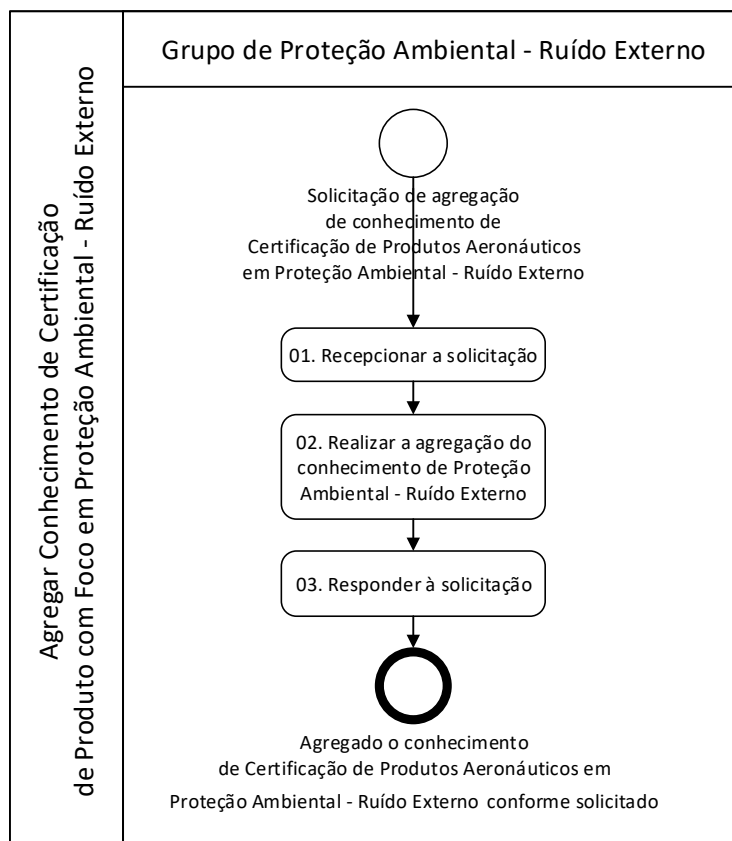 Agregar Conhecimento de Certificação
de Produto com Foco em Proteção Ambiental - Ruído Externo
Grupo de Proteção Ambiental - Ruído Externo
Solicitação de agregação
de conhecimento de
Certificação de Produtos Aeronáuticos
em Proteção Ambiental - Ruído Externo
01. Recepcionar a solicitação
02. Realizar a agregação do
conhecimento de Proteção
Ambiental - Ruído Externo
03. Responder à solicitação
Agregado o conhecimento
de Certificação de Produtos Aeronáuticos em
Proteção Ambiental - Ruído Externo conforme solicitado